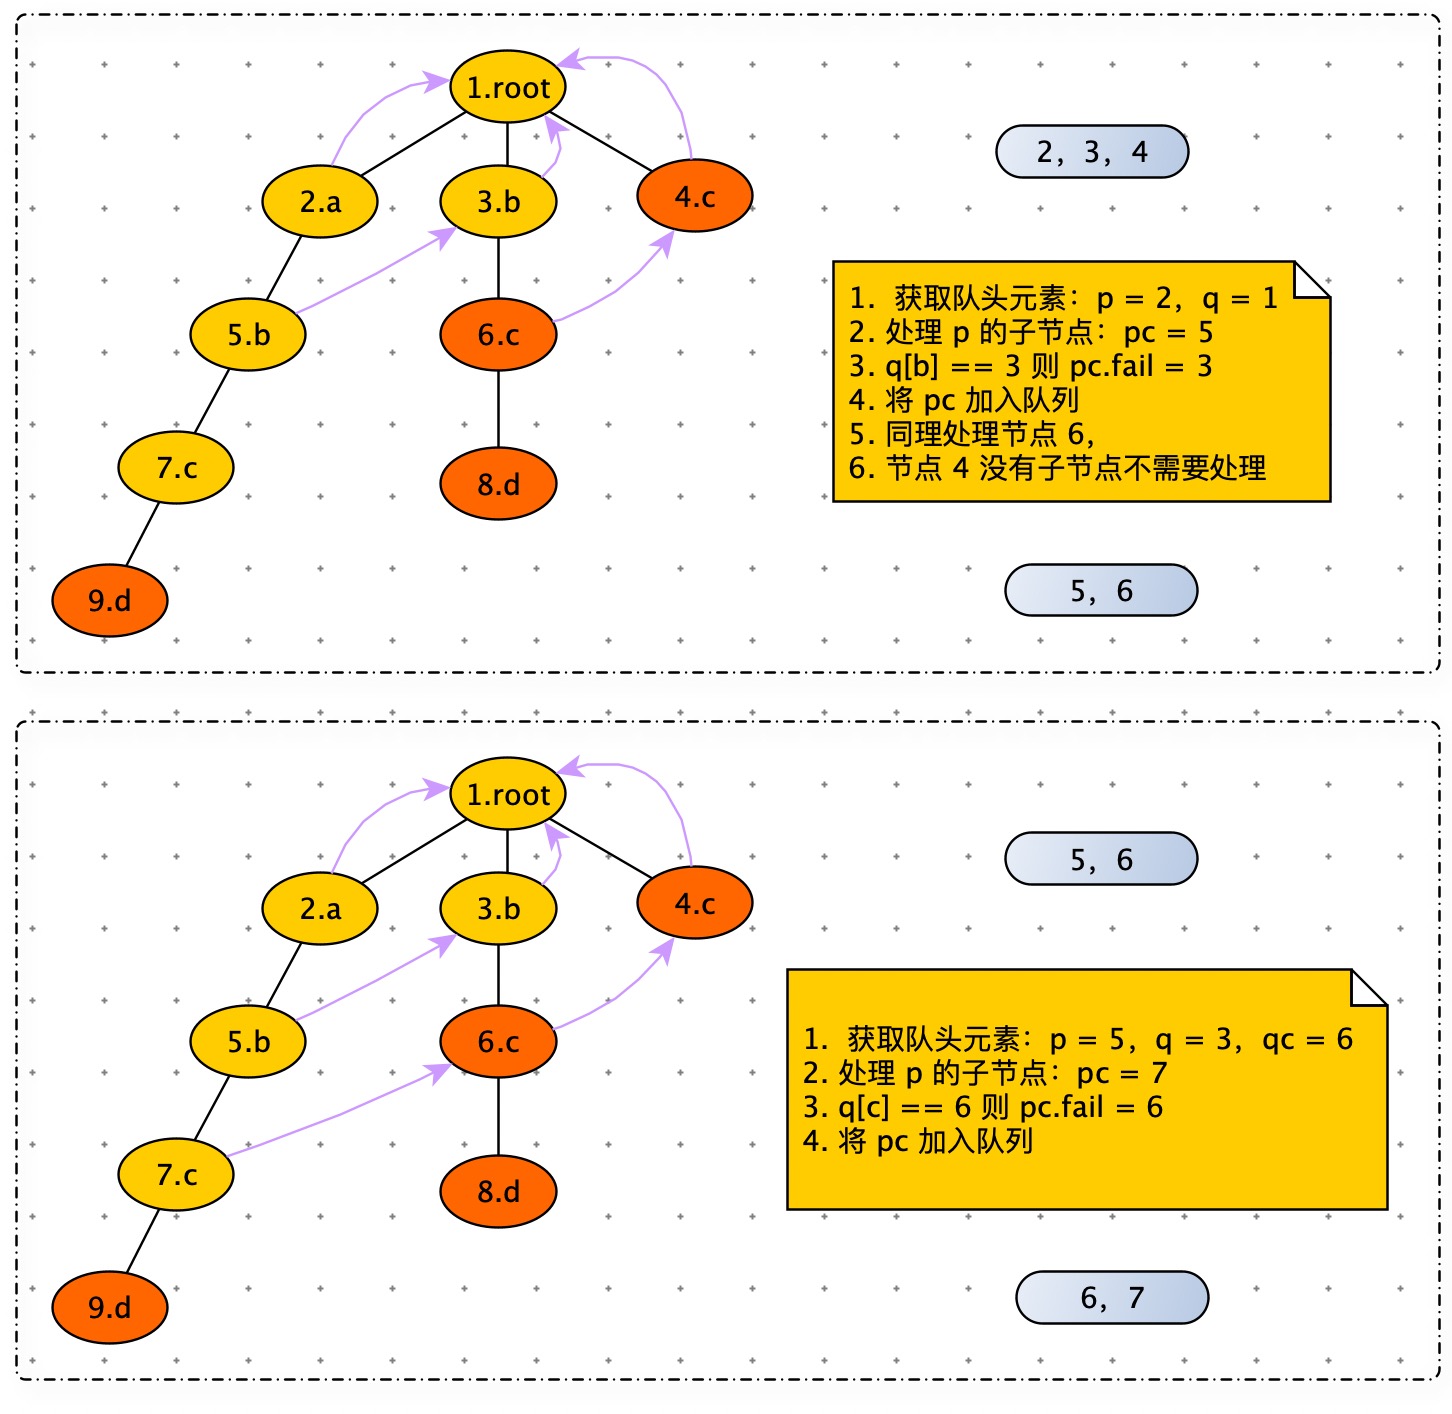 1.root
2.a
3.b
4.c
2, 3, 4
5.b
6.c
1. 获取队头元素：p = 2，q = 1
2. 处理 p 的子节点：pc = 5
3. q[b] == 3 则 pc.fail = 3
4. 将 pc 加入队列
5. 同理处理节点 6,
6. 节点 4 没有子节点不需要处理
7.c
8.d
9.d
5，6
1.root
2.a
3.b
4.c
5，6
5.b
6.c
1. 获取队头元素：p = 5，q = 3，qc = 6
2. 处理 p 的子节点：pc = 7
3. q[c] == 6 则 pc.fail = 6
4. 将 pc 加入队列
7.c
8.d
9.d
6，7